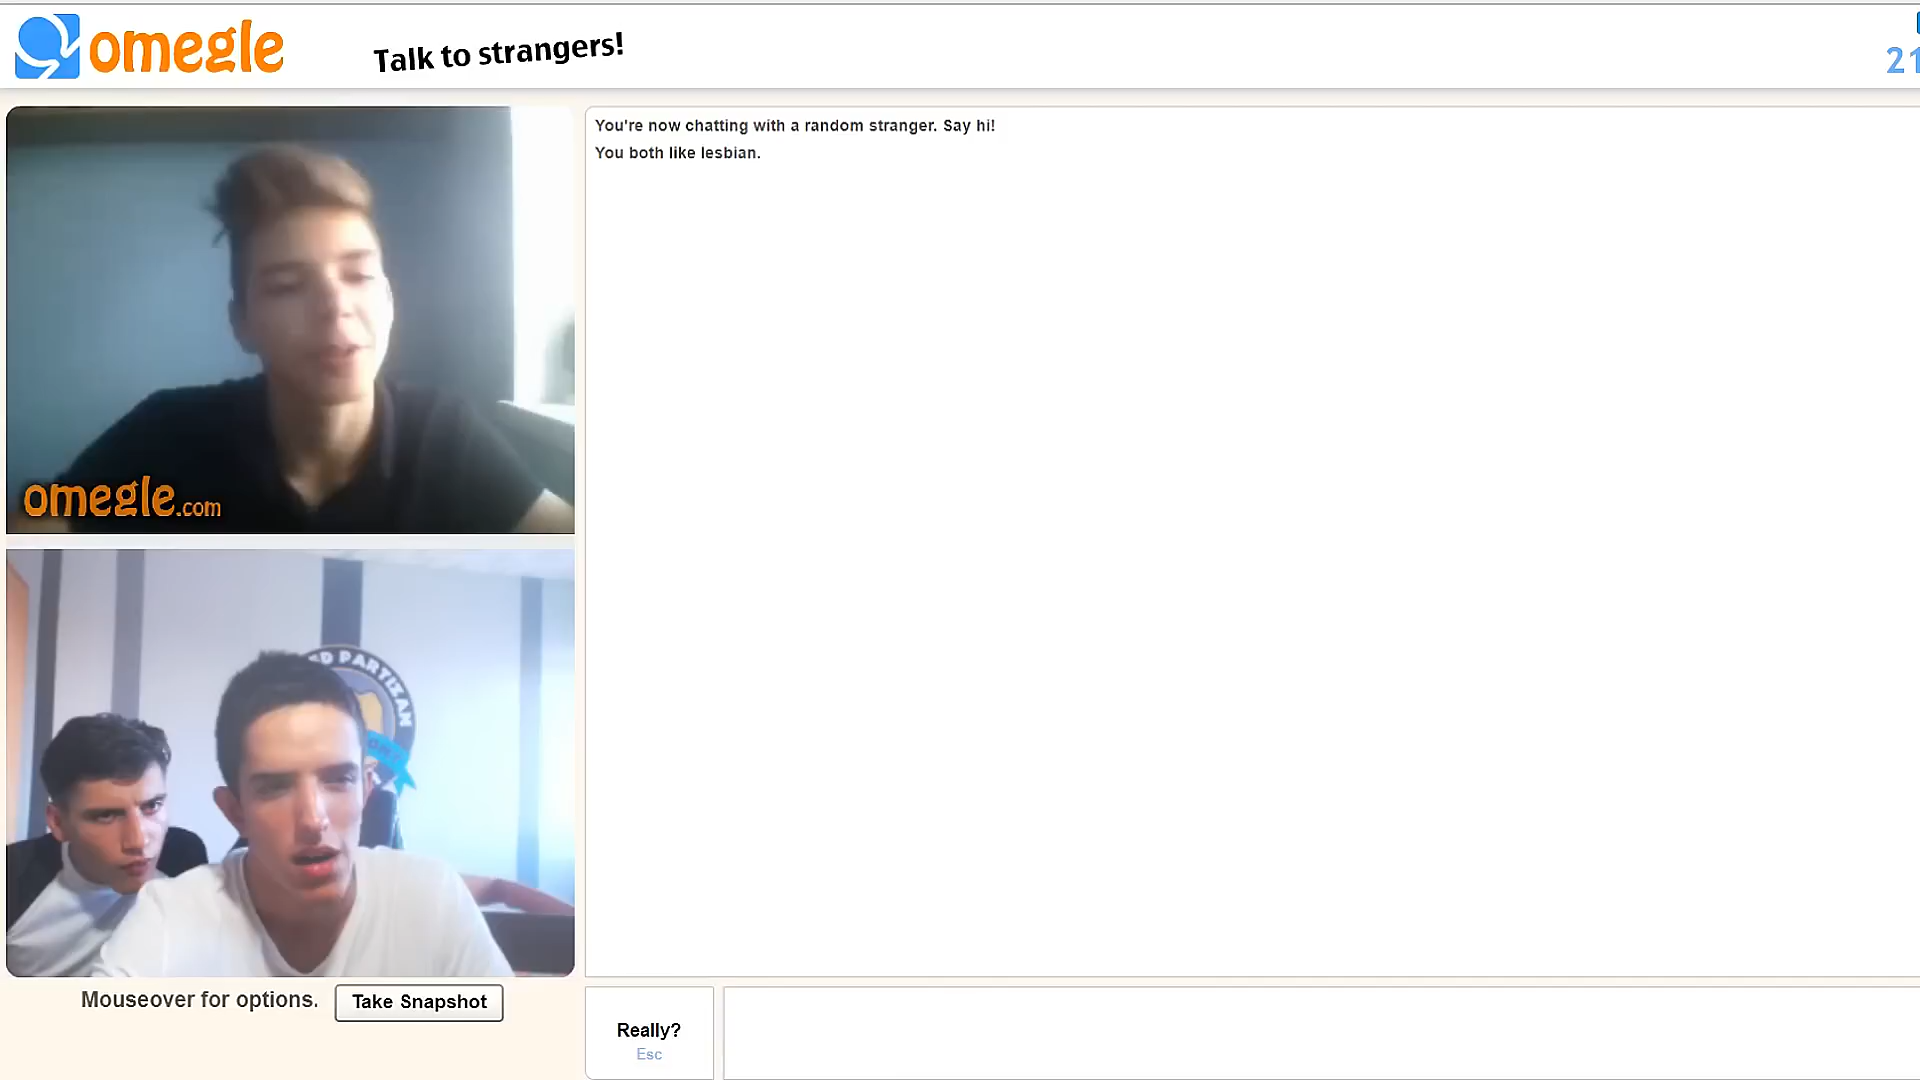 omegle
Talk to strangers!
21
You're now chatting with a random stranger. Say hi!
You both like lesbian.
omegle.com
PARTIZAN
Mouseover for options.
Take Snapshot
Really?
Esc